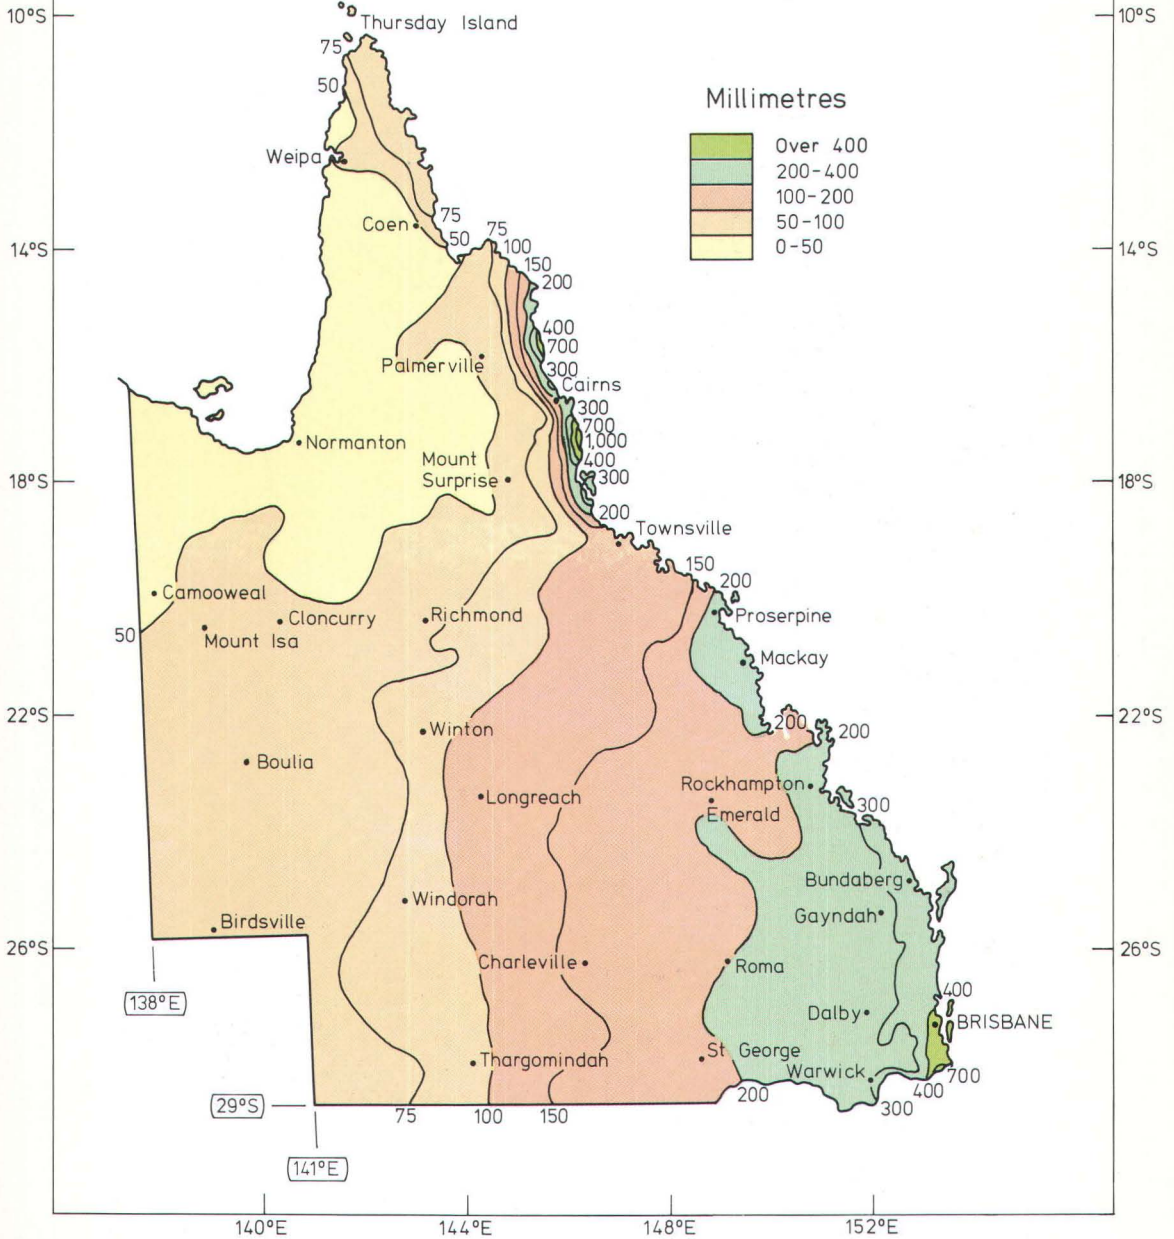 10°S
10°S
Thursday Island
75
50
Millimetres
Over 400
200-400
100-200
50-100
0-50
Weipa
Coen
75
50
75
100
150
200
14°S
14°S
400
700
300
Palmerville
Cairns
300
700
1,000
400
300
200
Normanton
Mount
Surprise
18°S
18°S
Townsville
150
200
Camooweal
Cloncurry
Richmond
Proserpine
50
Mount Isa
Mackay
22°S
22°S
Winton
200
200
Boulia
Rockhampton
Longreach
Emerald
300
Bundaberg
Windorah
Gayndah
Birdsville
26°S
26°S
Charleville
Roma
(138°E)
400
Dalby
BRISBANE
St George
Thargomindah
Warwick
700
400
200
300
(29°S)
75
100
150
(141°E)
140°E
144°E
148°E
152°E